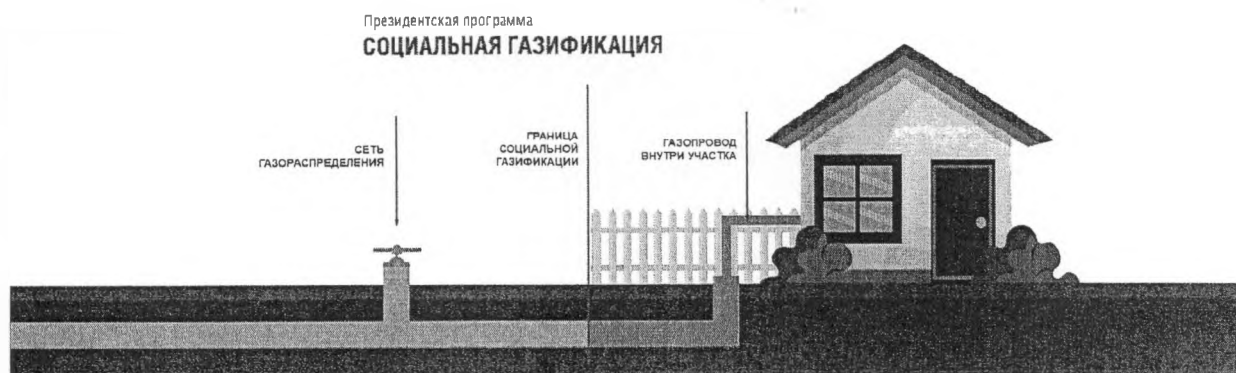 Президентская программа
СОЦИАЛЬНАЯ ГАЗИФИКАЦИЯ
СЕТЬ
ГАЗОРАСПРЕДЕЛЕНИЯ
ГРАНИЦА
СОЦИАЛЬНОЙ
ГАЗИФИКАЦИИ
ГАЗОПРОВОД
ВНУТРИ УЧАСТКА